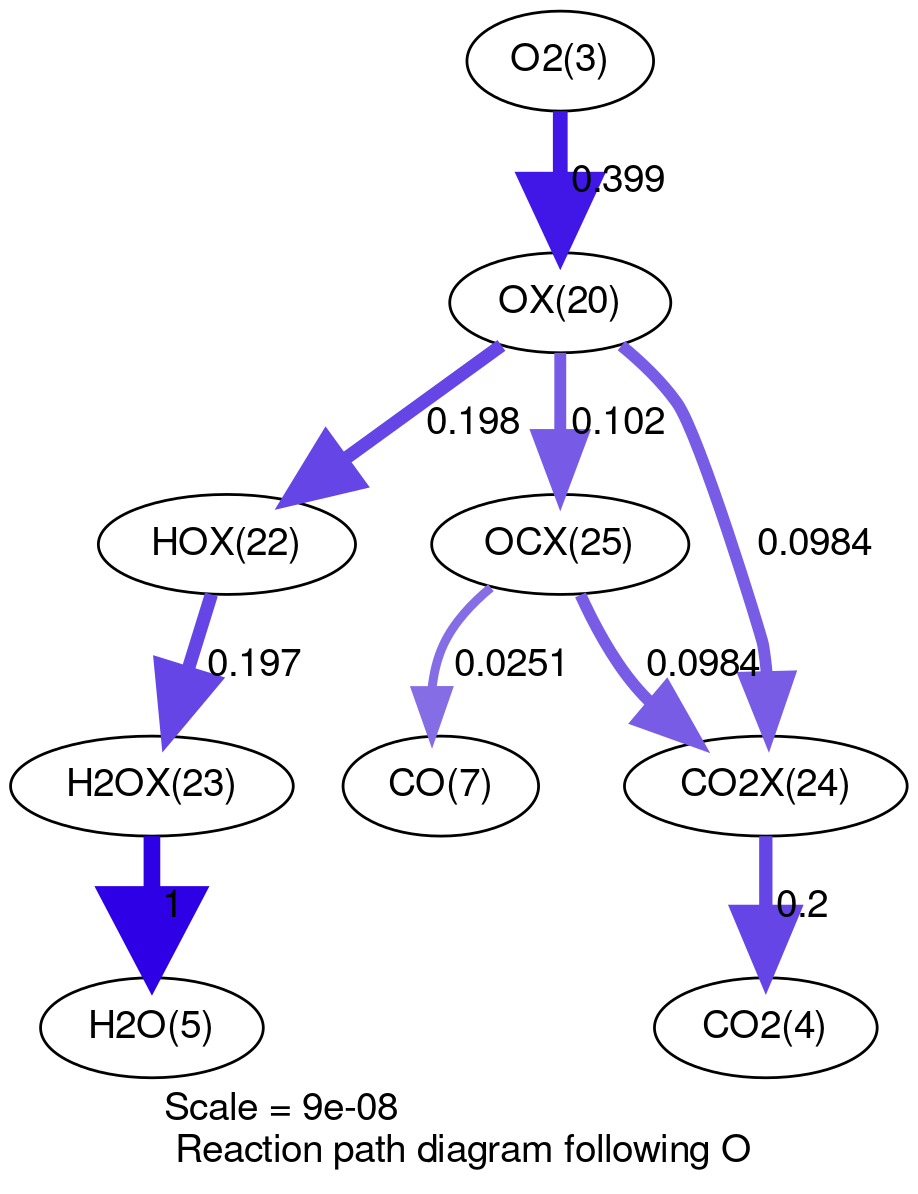 O2(3)
0.399
OX(20)
0.198
0.102
0.0984
HOX(22)
OCX(25)
0.197
0.0251
0.0984
H2OX(23)
CO(7)
CO2X(24)
1
0.2
H2O(5)
CO2(4)
Scale = 9e-08
Reaction path diagram following O